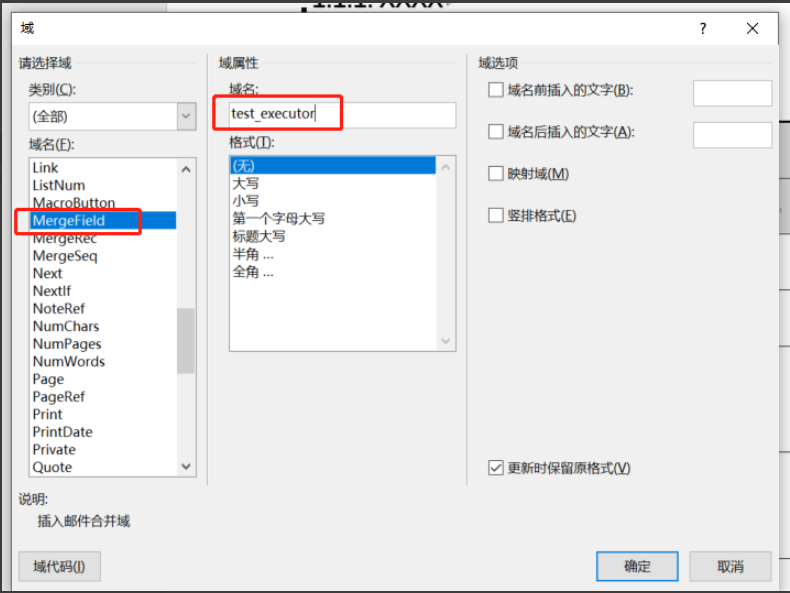 1.1.1. XXXX
域
请选择域
类别(C):
(全部)
域名(F):
Link
ListNum
MacroButton
MergeField
MergeRec
MergeSeq
Next
NextIf
NoteRef
NumChars
NumPages
NumWords
Page
PageRef
Print
PrintDate
Private
Quote
域属性
域名:
test_executor
格式(T):
(无)
大写
小写
第一个字母大写
标题大写
半角 ...
全角 ...
域选项
域名前插入的文字(B):
域名后插入的文字(A):
映射域(M)
竖排格式(E)
更新时保留原格式(V)
说明:
插入邮件合并域
域代码(I)
确定
取消